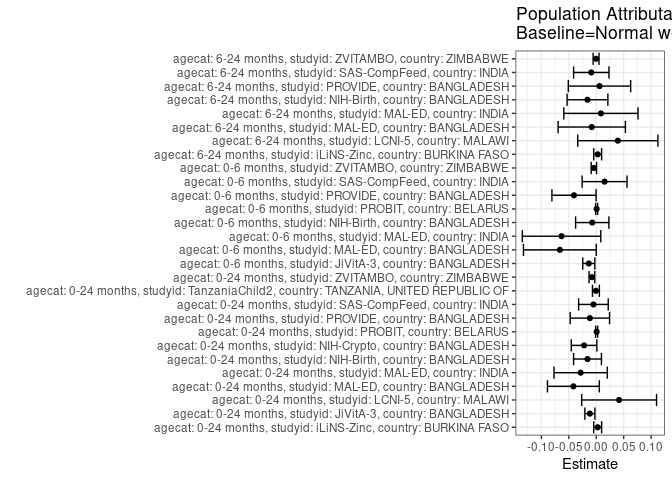 Population Attributa
Baseline=Normal w
agecat: 6-24 months, studyid: ZVITAMBO, country: ZIMBABWE
agecat: 6-24 months, studyid: SAS-CompFeed, country: INDIA
agecat: 6-24 months, studyid: PROVIDE, country: BANGLADESH
agecat: 6-24 months, studyid: NIH-Birth, country: BANGLADESH
agecat: 6-24 months, studyid: MAL-ED, country: INDIA
agecat: 6-24 months, studyid: MAL-ED, country: BANGLADESH
agecat: 6-24 months, studyid: LCNI-5, country: MALAWI
agecat: 6-24 months, studyid: iLiNS-Zinc, country: BURKINA FASO
agecat: 0-6 months, studyid: ZVITAMBO, country: ZIMBABWE
agecat: 0-6 months, studyid: SAS-CompFeed, country: INDIA
agecat: 0-6 months, studyid: PROVIDE, country: BANGLADESH
agecat: 0-6 months, studyid: PROBIT, country: BELARUS
agecat: 0-6 months, studyid: NIH-Birth, country: BANGLADESH
agecat: 0-6 months, studyid: MAL-ED, country: INDIA
agecat: 0-6 months, studyid: MAL-ED, country: BANGLADESH
agecat: 0-6 months, studyid: JiVitA-3, country: BANGLADESH
agecat: 0-24 months, studyid: ZVITAMBO, country: ZIMBABWE
agecat: 0-24 months, studyid: TanzaniaChild2, country: TANZANIA, UNITED REPUBLIC OF
agecat: 0-24 months, studyid: SAS-CompFeed, country: INDIA
agecat: 0-24 months, studyid: PROVIDE, country: BANGLADESH
agecat: 0-24 months, studyid: PROBIT, country: BELARUS
agecat: 0-24 months, studyid: NIH-Crypto, country: BANGLADESH
agecat: 0-24 months, studyid: NIH-Birth, country: BANGLADESH
agecat: 0-24 months, studyid: MAL-ED, country: INDIA
agecat: 0-24 months, studyid: MAL-ED, country: BANGLADESH
agecat: 0-24 months, studyid: LCNI-5, country: MALAWI
agecat: 0-24 months, studyid: JiVitA-3, country: BANGLADESH
agecat: 0-24 months, studyid: iLiNS-Zinc, country: BURKINA FASO
-0.10 -0.05 0.00 0.05 0.10
Estimate